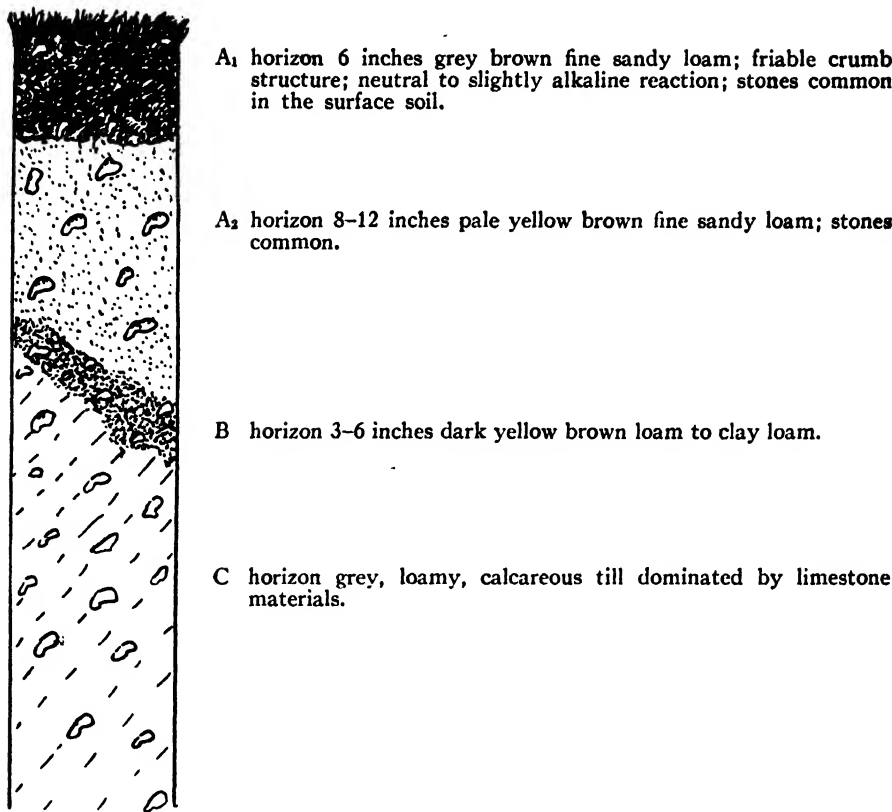 A₁ horizon 6 inches grey brown fine sandy loam; friable crumb
structure; neutral to slightly alkaline reaction; stones common
in the surface soil.
A₂ horizon 8–12 inches pale yellow brown fine sandy loam; stones
common.
B horizon 3–6 inches dark yellow brown loam to clay loam.
C horizon grey, loamy, calcareous till dominated by limestone
materials.